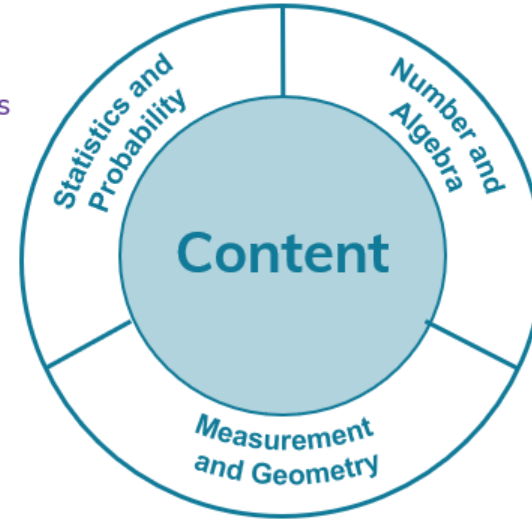 s
Statistics and
Probability
Number and
Algebra
Content
Measurement
and Geometry